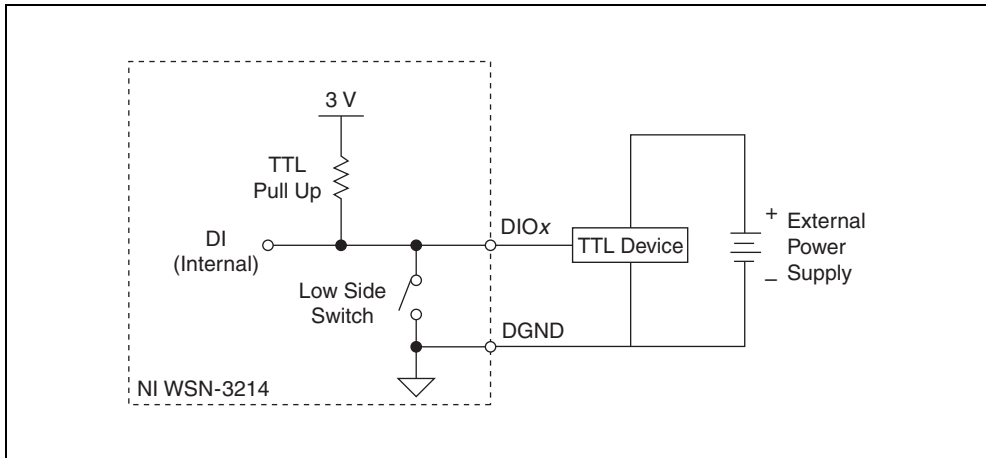 3 V
TTL
Pull Up
DI
(Internal)
Low Side
Switch
DIOx
DGND
TTL Device
+
External
Power
Supply
–
NI WSN-3214